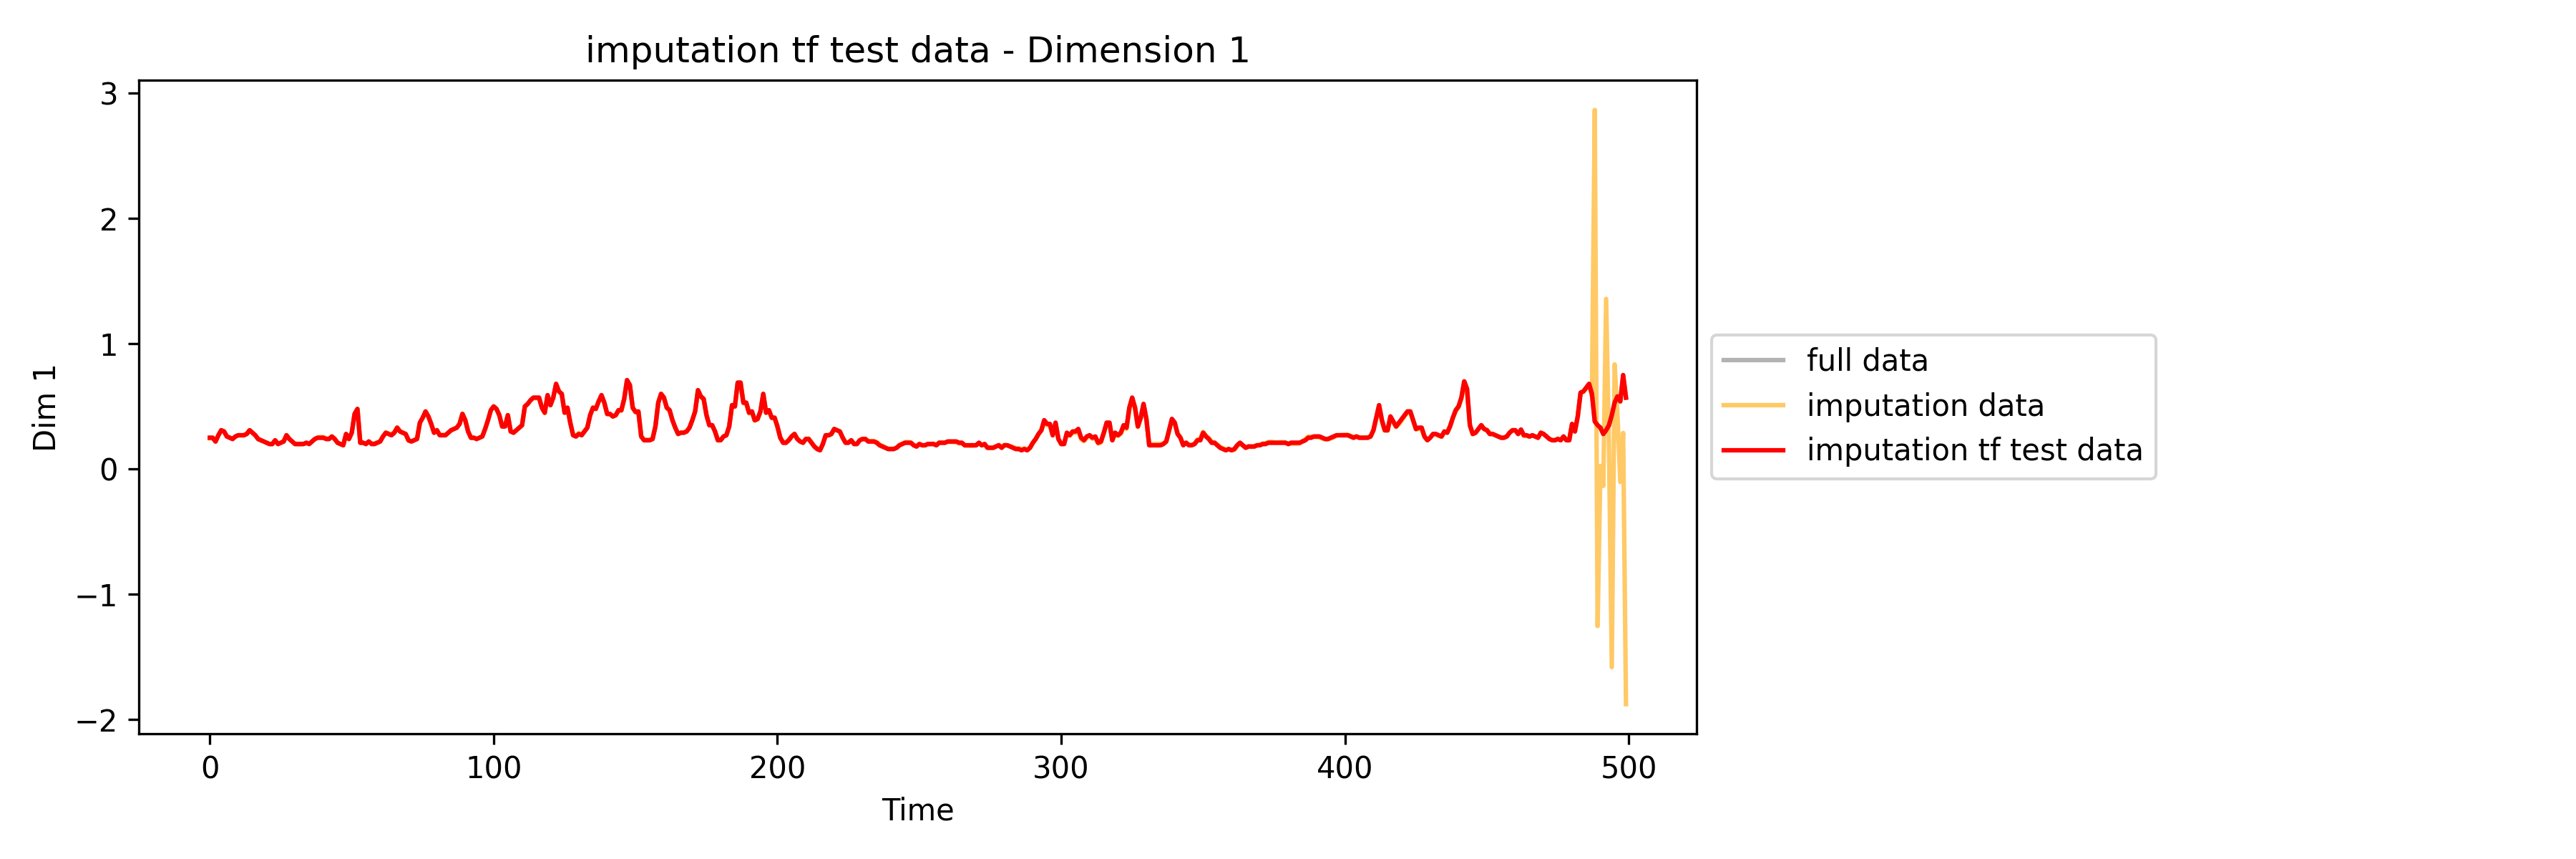 imputation tf test data - Dimension 1
3
2
1
0
−1
−2
Dim 1
0 100 200 300 400 500
Time
full data
imputation data
imputation tf test data